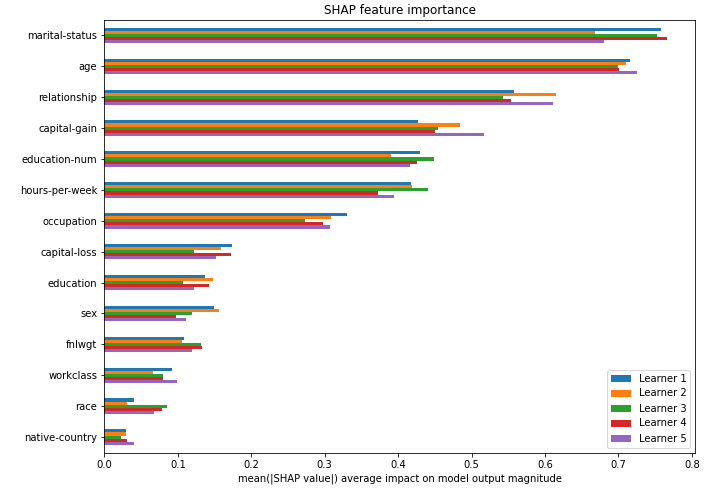 SHAP feature importance
marital-status
age
relationship
capital-gain
education-num
hours-per-week
occupation
capital-loss
education
sex
fnlwgt
workclass
race
native-country
Learner 1
Learner 2
Learner 3
Learner 4
Learner 5
0.0 0.1 0.2 0.3 0.4 0.5 0.6 0.7 0.8
mean(|SHAP value|) average impact on model output magnitude